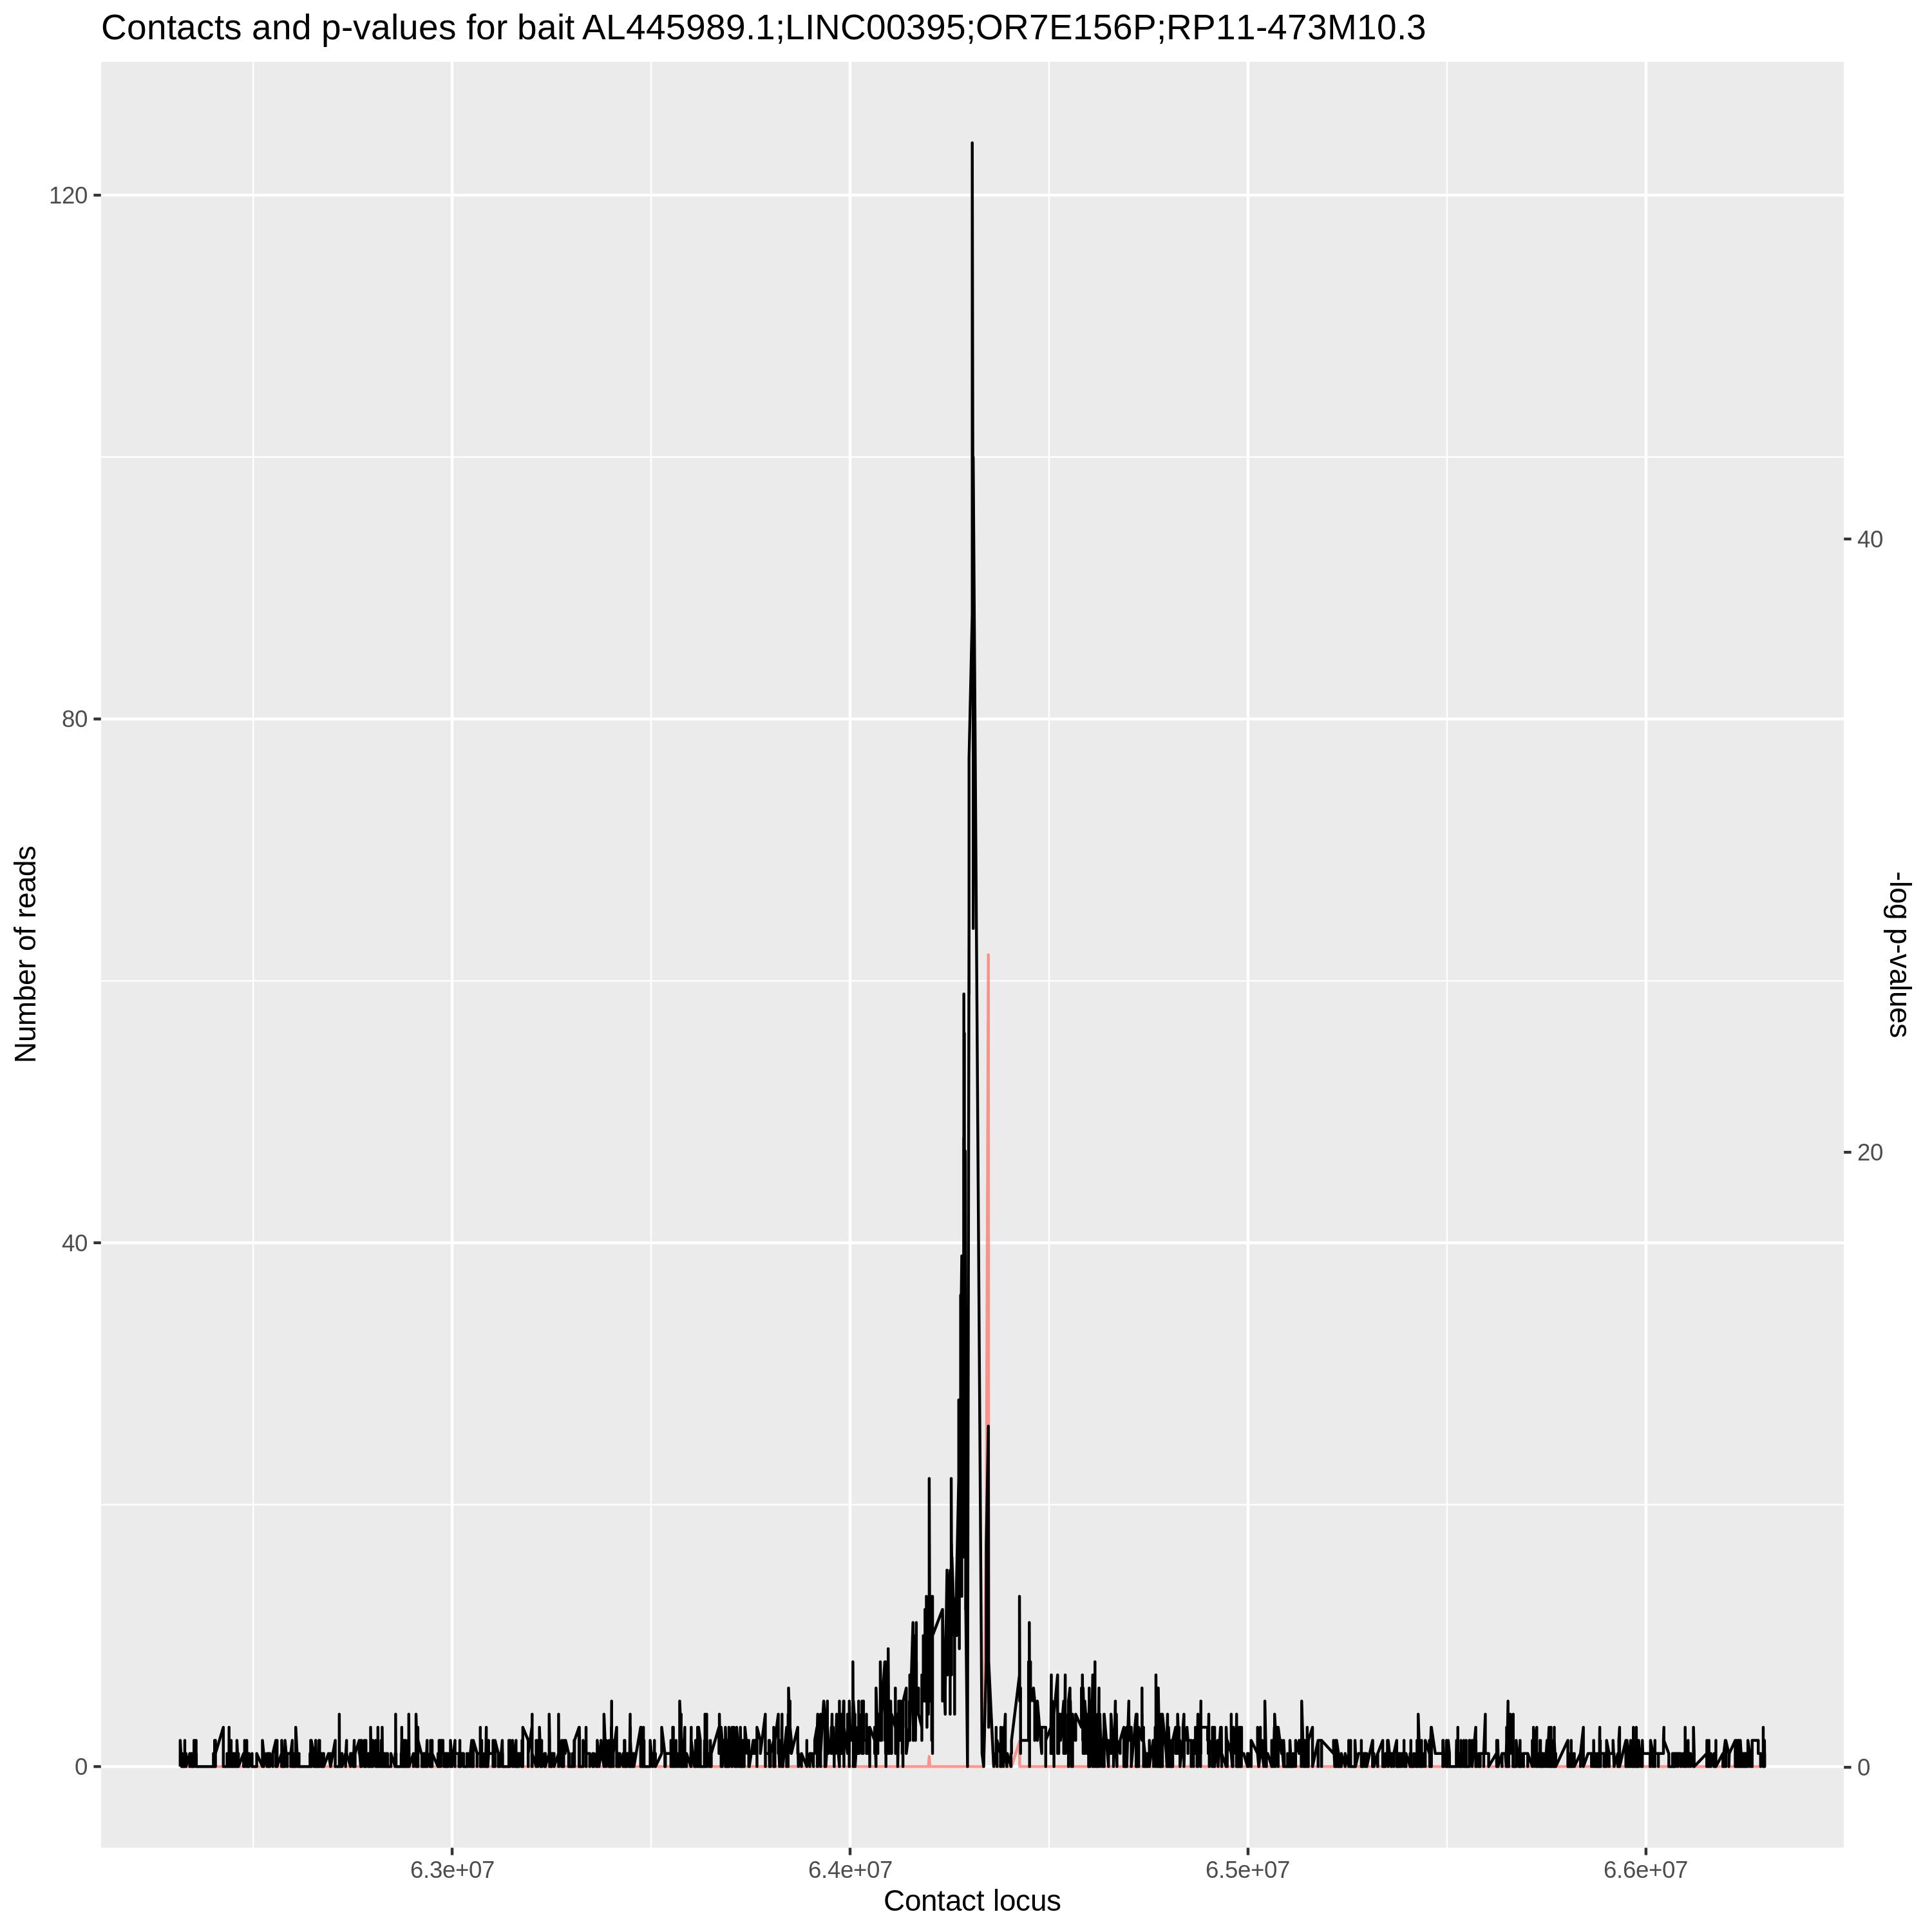 Contacts and p-values for bait AL445989.1;LINC00395;OR7E156P;RP11-473M10.3
120
80
40
0
Number of reads
40
20
0
-log p-values
6.3e+07
6.4e+07
6.5e+07
6.6e+07
Contact locus